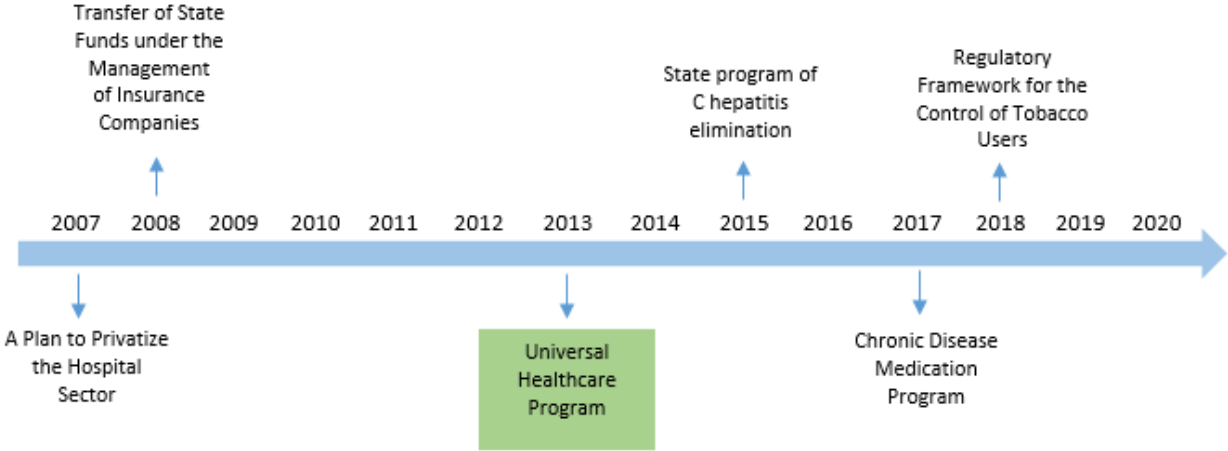 Transfer of State
Funds under the
Management
of Insurance
Companies
State program of
C hepatitis
elimination
Regulatory
Framework for the
Control of Tobacco
Users
2007 2008 2009 2010 2011 2012 2013 2014 2015 2016 2017 2018 2019 2020
A Plan to Privatize
the Hospital
Sector
Universal
Healthcare
Program
Chronic Disease
Medication
Program